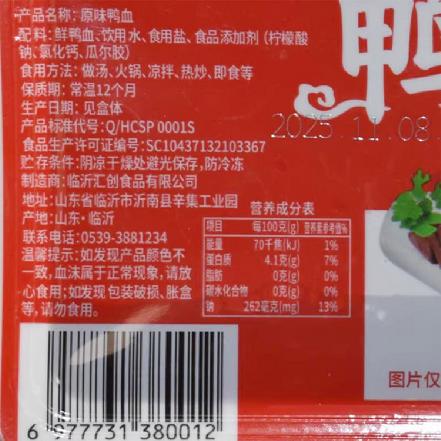 产品名称：原味鸭血
配料：鲜鸭血、饮用水、食用盐、食品添加剂（柠檬酸
钠、氯化钙、瓜尔胶）
食用方法：做汤、火锅、凉拌、热炒、即食等
保质期：常温12个月
生产日期：见盒体
产品标准代号：Q/HCSP 0001S
食品生产许可证编号：SC10437132103367
贮存条件：阴凉干燥处避光保存，防冷冻
制造商：临沂汇创食品有限公司
地址：山东省临沂市沂南县辛集工业园
产地：山东·临沂
联系电话：0539-3881234
温馨提示：如发现产品颜色不
一致，血沫属于正常现象，请放
心食用；如发现包装破损、胀盒
等，请勿食用。
鸭
2025.11.08
营养成分表
项目 每100克(g) 营养素参考值%
能量 70千焦(kJ) 1%
蛋白质 4.1克(g) 7%
脂肪 0克(g) 0%
碳水化合物 0克(g) 0%
钠 262毫克(mg) 13%
图片仅
6 977731 380012